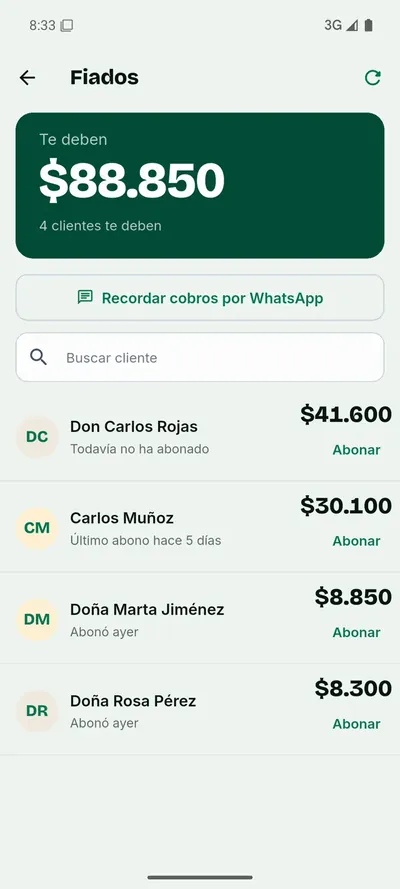 8:33
3G
Fiados
Te deben
$88.850
4 clientes te deben
Recordar cobros por WhatsApp
Buscar cliente
DC
Don Carlos Rojas
Todavía no ha abonado
$41.600
Abonar
CM
Carlos Muñoz
Último abono hace 5 días
$30.100
Abonar
DM
Doña Marta Jiménez
Abonó ayer
$8.850
Abonar
DR
Doña Rosa Pérez
Abonó ayer
$8.300
Abonar